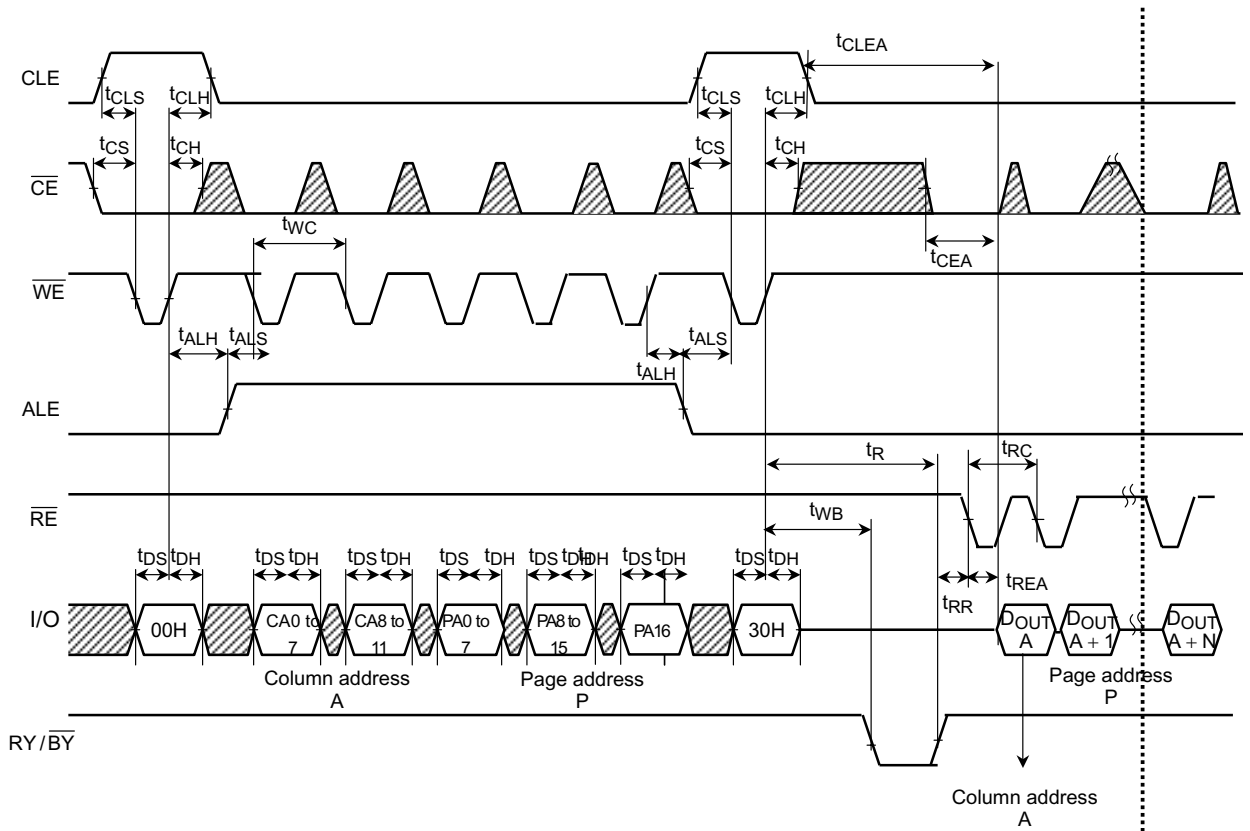 tCLEA
CLE
tCLS tCLH tCLS tCLH
tCS tCH tCS tCH
CE
tWC
tCEA
WE
tALH tALS tALS
tALH
ALE
tR tRC
RE
tWB
tDS tDH tDS tDH tDS tDH tDS tDH tDS tDH tDS tDH tDS tDH
tRR tREA
I/O
00H
CA0 to 7
CA8 to 11
PA0 to 7
PA8 to 15
PA16
30H
DOUT A
DOUT A + 1
DOUT A + N
Column address
A
Page address
P
Page address
P
RY/BY
Column address
A